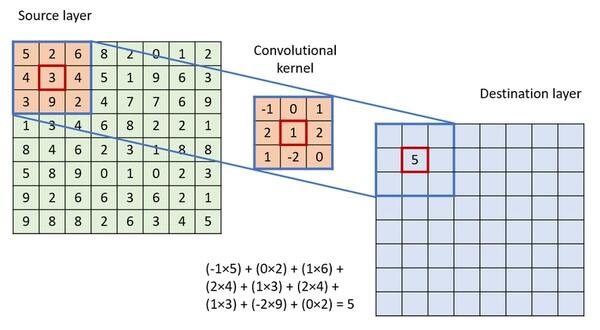 Source layer
5 2 6 8 2 0 1 2
4 3 4 5 1 9 6 3
3 9 2 4 7 7 6 9
1 3 4 6 8 2 2 1
8 4 6 2 3 1 8 8
5 8 9 0 1 0 2 3
9 2 6 6 3 6 2 1
9 8 8 2 6 3 4 5
Convolutional
kernel
-1 0 1
2 1 2
1 -2 0
Destination layer
5
(-1×5) + (0×2) + (1×6) +
(2×4) + (1×3) + (2×4) +
(1×3) + (-2×9) + (0×2) = 5